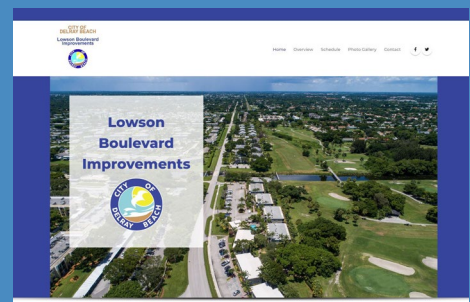 CITY OF
DELRAY BEACH
Lowson Boulevard
Improvements
Home Overview Schedule Photo Gallery Contact
Lowson
Boulevard
Improvements
CITY OF
DELRAY BEACH